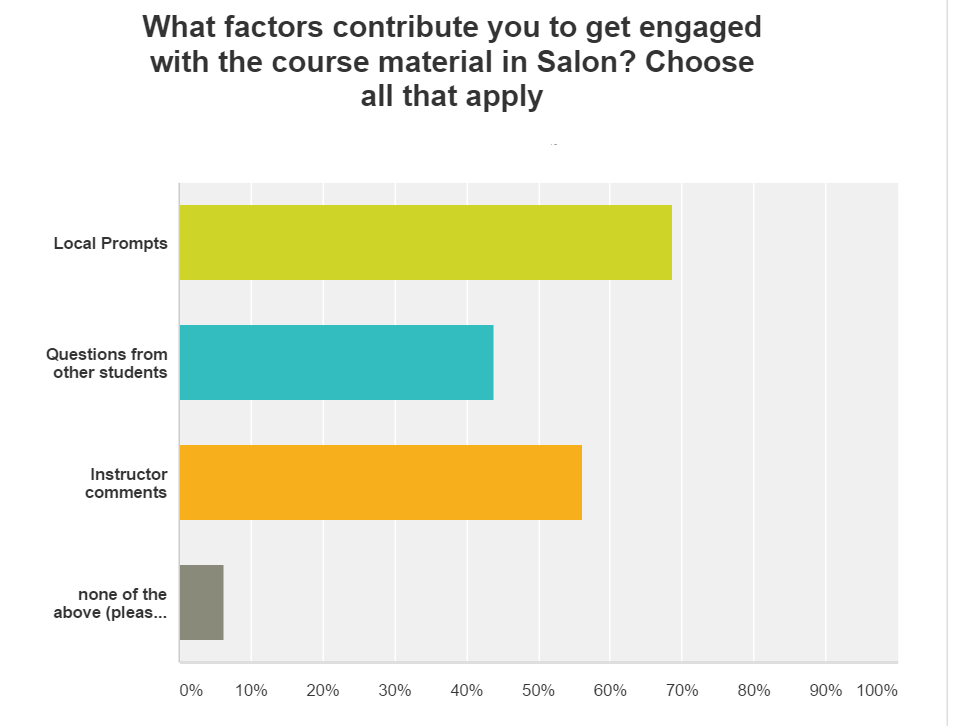 What factors contribute you to get engaged
with the course material in Salon? Choose
all that apply
Local Prompts
Questions from
other students
Instructor
comments
none of the
above (pleas...
0% 10% 20% 30% 40% 50% 60% 70% 80% 90% 100%